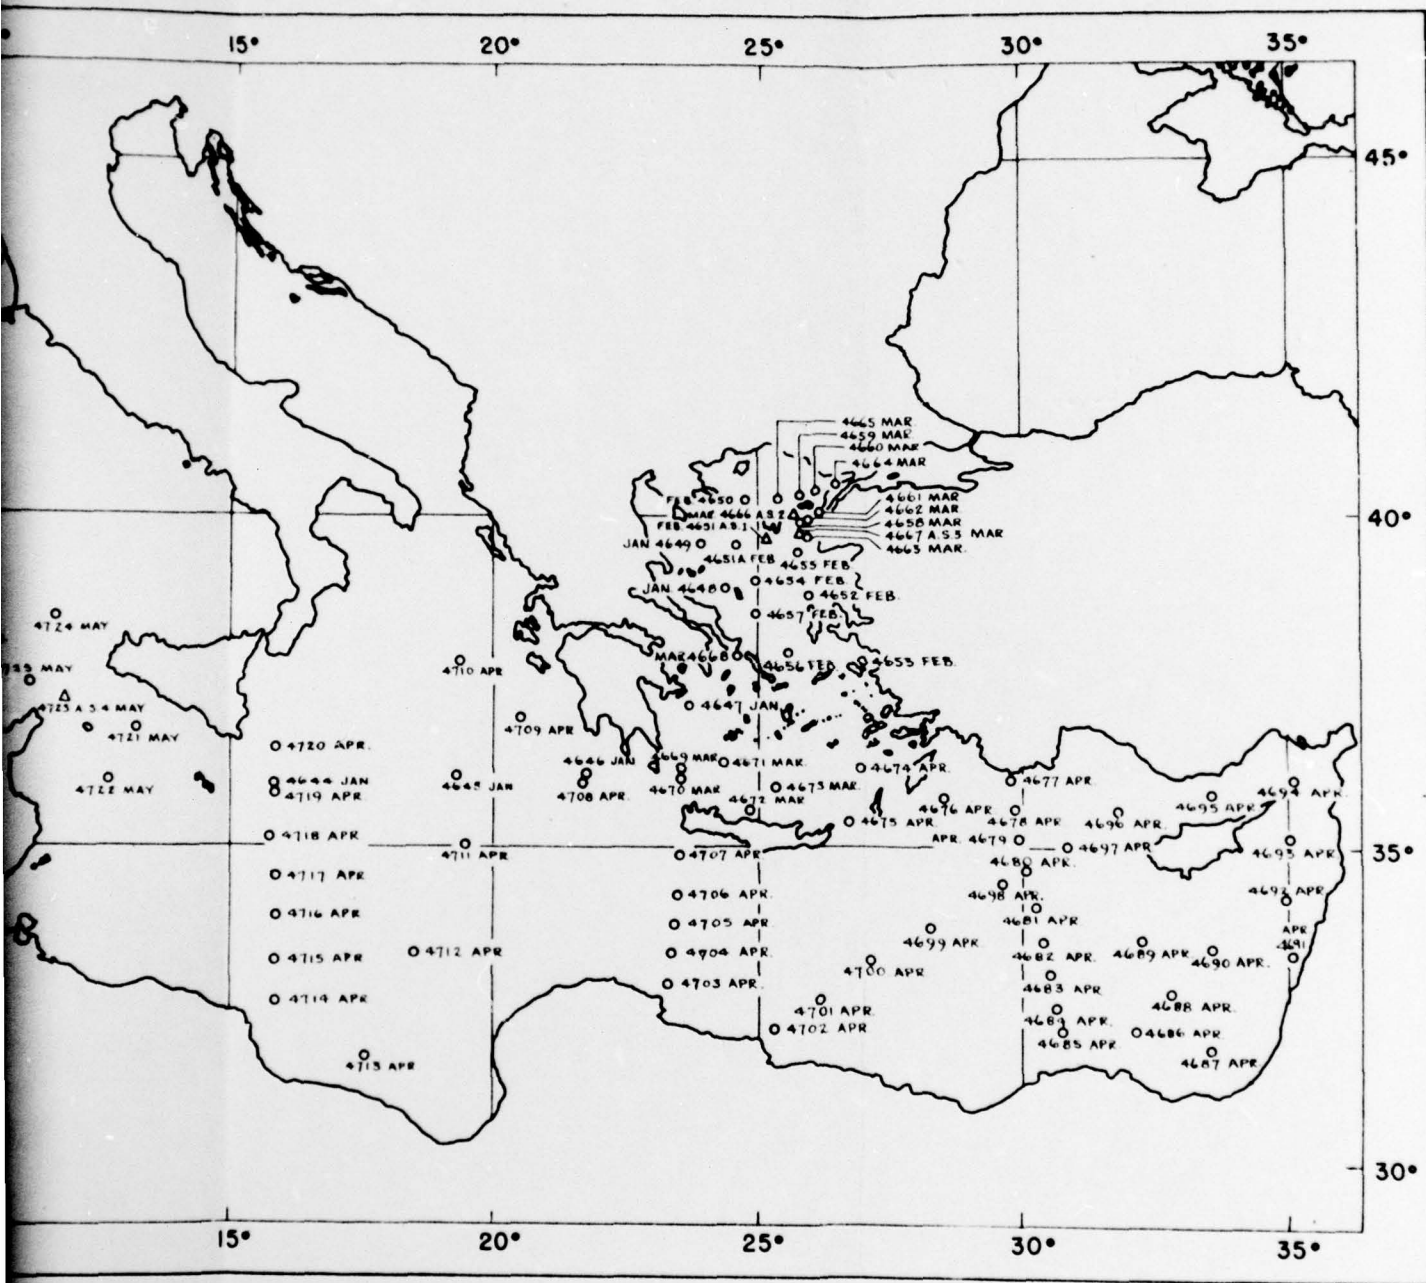 15° 20° 25° 30° 35°
45°
4665 MAR.
4659 MAR.
4660 MAR
4664 MAR
FEB. 4650
4661 MAR
MAR 4666 A.S.2
4662 MAR
FEB. 4651 A.S.1
4658 MAR
40°
4667 A.S.3 MAR
JAN 4649
4663 MAR.
4651A FEB
4655 FEB.
4654 FEB.
JAN. 4648
4652 FEB.
4657 FEB.
4724 MAY
MAR 4668
4656 FEB.
4653 FEB.
MAY
4710 APR
4723 A.S.4 MAY
4647 JAN.
4721 MAY
4709 APR
4720 APR.
4646 JAN
4669 MAR.
4671 MAR.
4674 APR.
4722 MAY
4644 JAN
4645 JAN
4677 APR.
4719 APR.
4708 APR.
4670 MAR
4673 MAR.
4694 APR.
4672 MAR
4676 APR.
4695 APR.
4675 APR.
4678 APR.
4696 APR.
4718 APR
APR. 4679
4711 APR.
4707 APR
4697 APR.
4693 APR.
35°
4680 APR.
4717 APR
4706 APR.
4698 APR.
4692 APR
4716 APR
4705 APR
4681 APR.
APR
4691
4699 APR.
4715 APR
4712 APR
4704 APR.
4682 APR.
4689 APR.
4690 APR.
4700 APR.
4714 APR
4703 APR.
4683 APR.
4701 APR.
4688 APR.
4702 APR
4684 APR.
4685 APR.
4686 APR.
4713 APR
4687 APR.
30°
15° 20° 25° 30° 35°